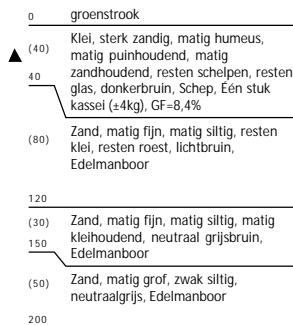 0 groenstrook
(40) Klei, sterk zandig, matig humeus,
matig puinhoudend, matig
zandhoudend, resten schelpen, resten
40 glas, donkerbruin, Schep, Één stuk
kassei (±4kg), GF=8,4%
(80) Zand, matig fijn, matig siltig, resten
klei, resten roest, lichtbruin,
Edelmanboor
120
(30) Zand, matig fijn, matig siltig, matig
kleihoudend, neutraal grijsbruin,
150 Edelmanboor
(50) Zand, matig grof, zwak siltig,
neutraalgrijs, Edelmanboor
200